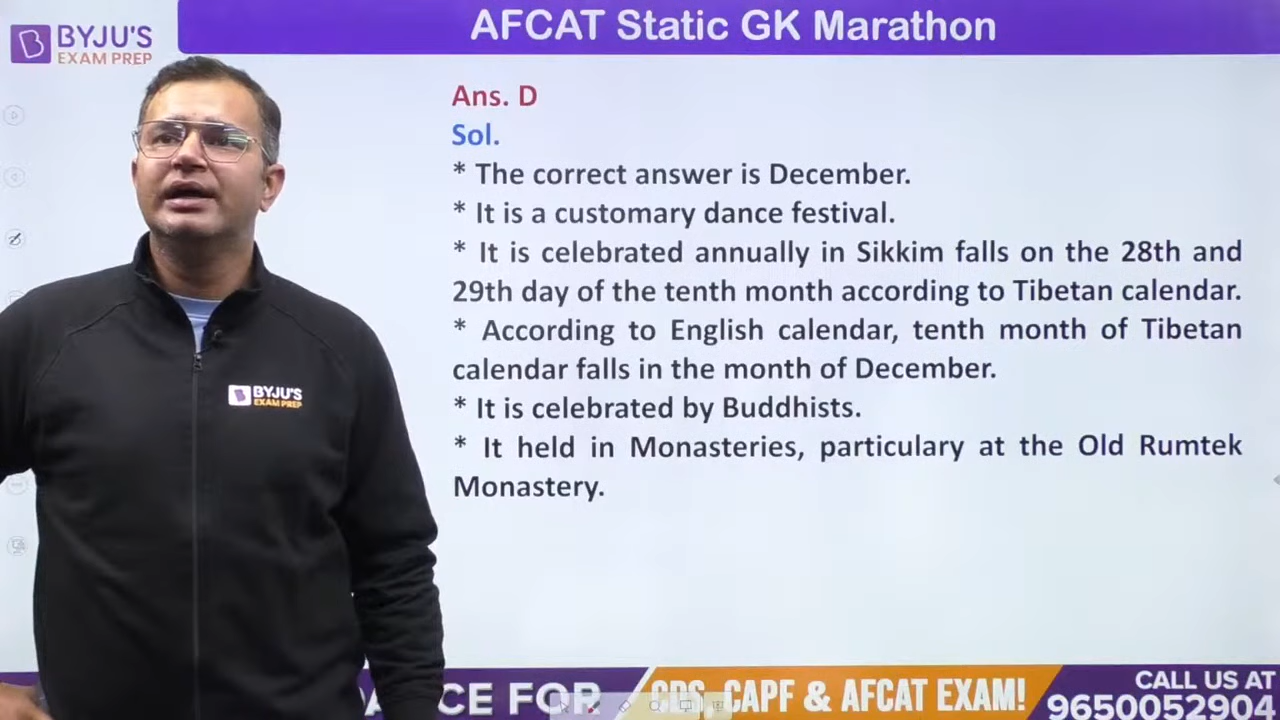 AFCAT Static GK Marathon
BYJU'S
EXAM PREP
Ans. D
Sol.
* The correct answer is December.
* It is a customary dance festival.
* It is celebrated annually in Sikkim falls on the 28th and
29th day of the tenth month according to Tibetan calendar.
* According to English calendar, tenth month of Tibetan
calendar falls in the month of December.
* It is celebrated by Buddhists.
* It held in Monasteries, particulary at the Old Rumtek
Monastery.
BYJU'S
EXAM PREP
CE FOR
CDS, CAPF & AFCAT EXAM!
CALL US AT
9650052904